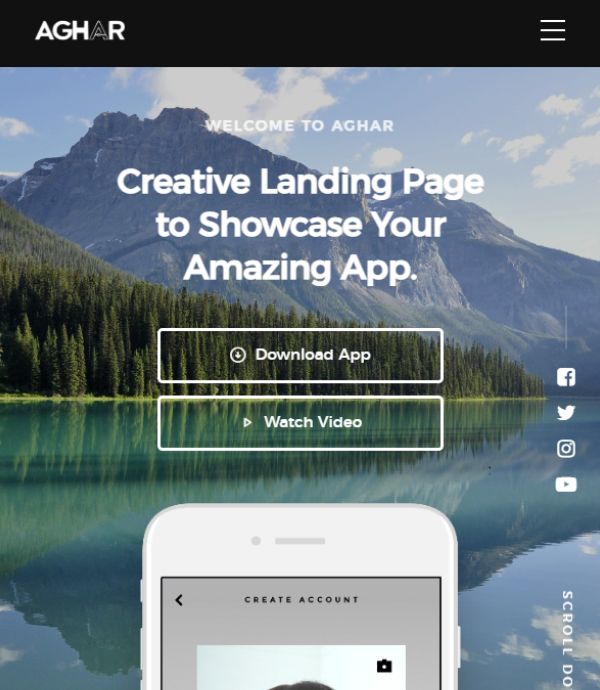 AGHAR
WELCOME TO AGHAR
Creative Landing Page
to Showcase Your
Amazing App.
Download App
Watch Video
CREATE ACCOUNT
SCROLL DO